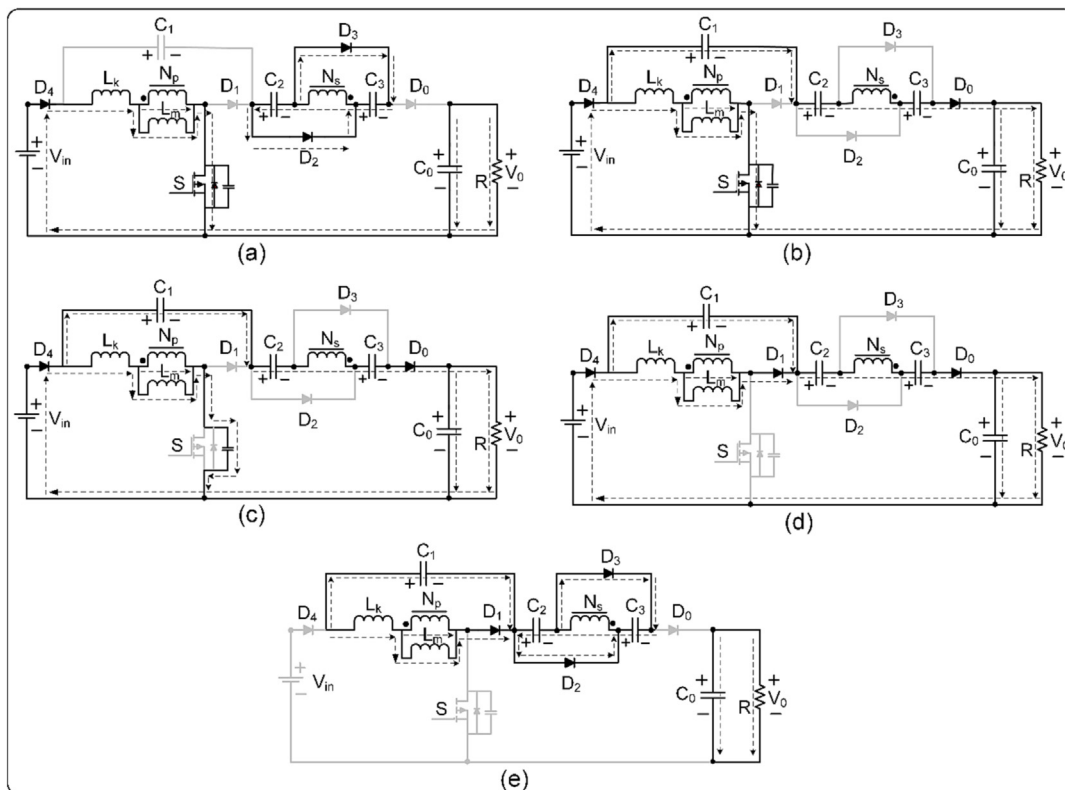 C1
D3
D4 Lk Np D1 C2 Ns C3 D0
+ −
Lm
+ − + −
D2
+ − Vin S C0 + − R + V0 −
(a)
C1
D3
D4 Lk Np D1 C2 Ns C3 D0
+ −
Lm
+ − + −
D2
+ − Vin S C0 + − R + V0 −
(b)
C1
D3
D4 Lk Np D1 C2 Ns C3 D0
+ −
Lm
+ − + −
D2
+ − Vin S C0 + − R + V0 −
(c)
C1
D3
D4 Lk Np D1 C2 Ns C3 D0
+ −
Lm
+ − + −
D2
+ − Vin S C0 + − R + V0 −
(d)
C1
D3
D4 Lk Np D1 C2 Ns C3 D0
+ −
Lm
+ − + −
D2
+ − Vin S C0 + − R + V0 −
(e)